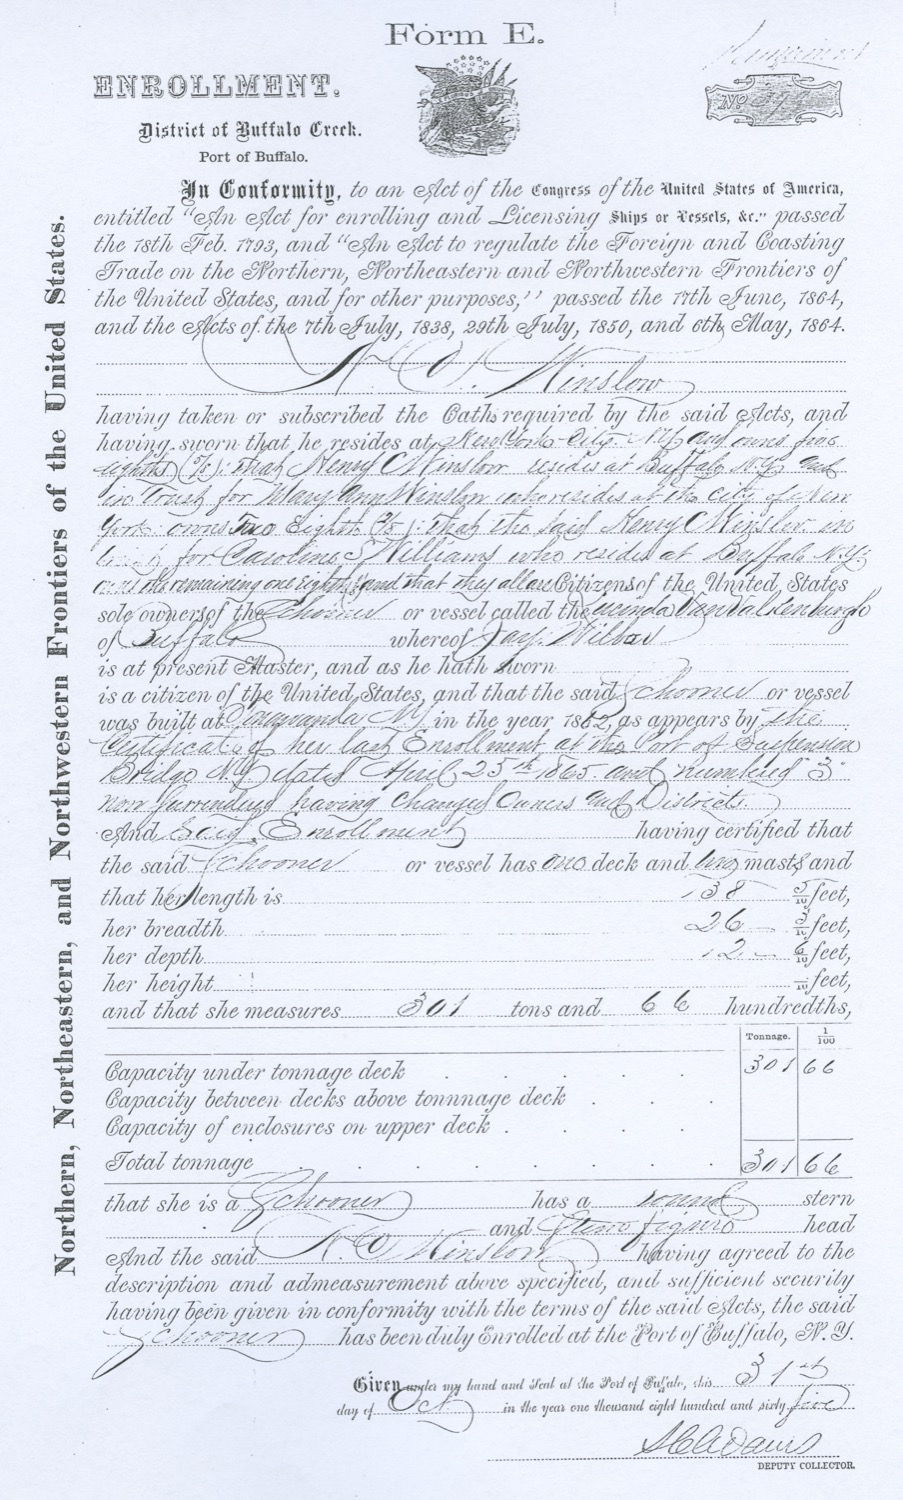 Form E.
Permanent
ENROLLMENT.
No.
District of Buffalo Creek.
Port of Buffalo.
Northern, Northeastern, and Northwestern Frontiers of the United States.
In Conformity, to an Act of the Congress of the United States of America,
entitled "An Act for enrolling and Licensing Ships or Vessels, &c." passed
the 18th Feb. 1793, and "An Act to regulate the Foreign and Coasting
Trade on the Northern, Northeastern and Northwestern Frontiers of
the United States, and for other purposes," passed the 17th June, 1864,
and the Acts of the 7th July, 1838, 29th July, 1850, and 6th May, 1864.
N C Winslow
having taken or subscribed the Oaths required by the said Acts, and
having sworn that he resides at New York City N.Y. and owns five
eighths (5/8). that Henry C Winslow resides at Buffalo N.Y. and
in Trust for Mary Ann Winslow who resides at the city of New
York owns Two Eighths (2/8). that the said Henry C Winslow in
for Caroline S Williams who resides at Buffalo N.Y.
owns the remaining one Eighth and that they all are Citizens of the United States
sole owners of the Schooner or vessel called the Lucinda Van Valkenburgh
of Buffalo whereof Jay Wilbur
is at present Master, and as he hath sworn
is a citizen of the United States, and that the said Schooner or vessel
was built at Tonawanda N.Y in the year 1862, as appears by The
Certificate of her last Enrollment at the Port of Suspension
Bridge N.Y dated April 25th 1865. and numbered "3"
now surrendered having changed Owners and Districts.
And Said Enrollment having certified that
the said Schooner or vessel has one deck and two masts and
that her length is 138 5/10 feet,
her breadth 26 feet,
her depth 12 6/10 feet,
her height /10 feet,
and that she measures 301 tons and 66 hundredths,
Tonnage. 1/100
Capacity under tonnage deck 301 66
Capacity between decks above tonnnage deck
Capacity of enclosures on upper deck
Total tonnage 301 66
that she is a Schooner has a round stern
and figure head
And the said N. C Winslow having agreed to the
description and admeasurement above specified, and sufficient security
having been given in conformity with the terms of the said Acts, the said
Schooner has been duly Enrolled at the Port of Buffalo, N. Y.
Given under my hand and Seal at the Port of Buffalo, this 31st
day of Oct in the year one thousand eight hundred and sixty five
DEPUTY COLLECTOR.